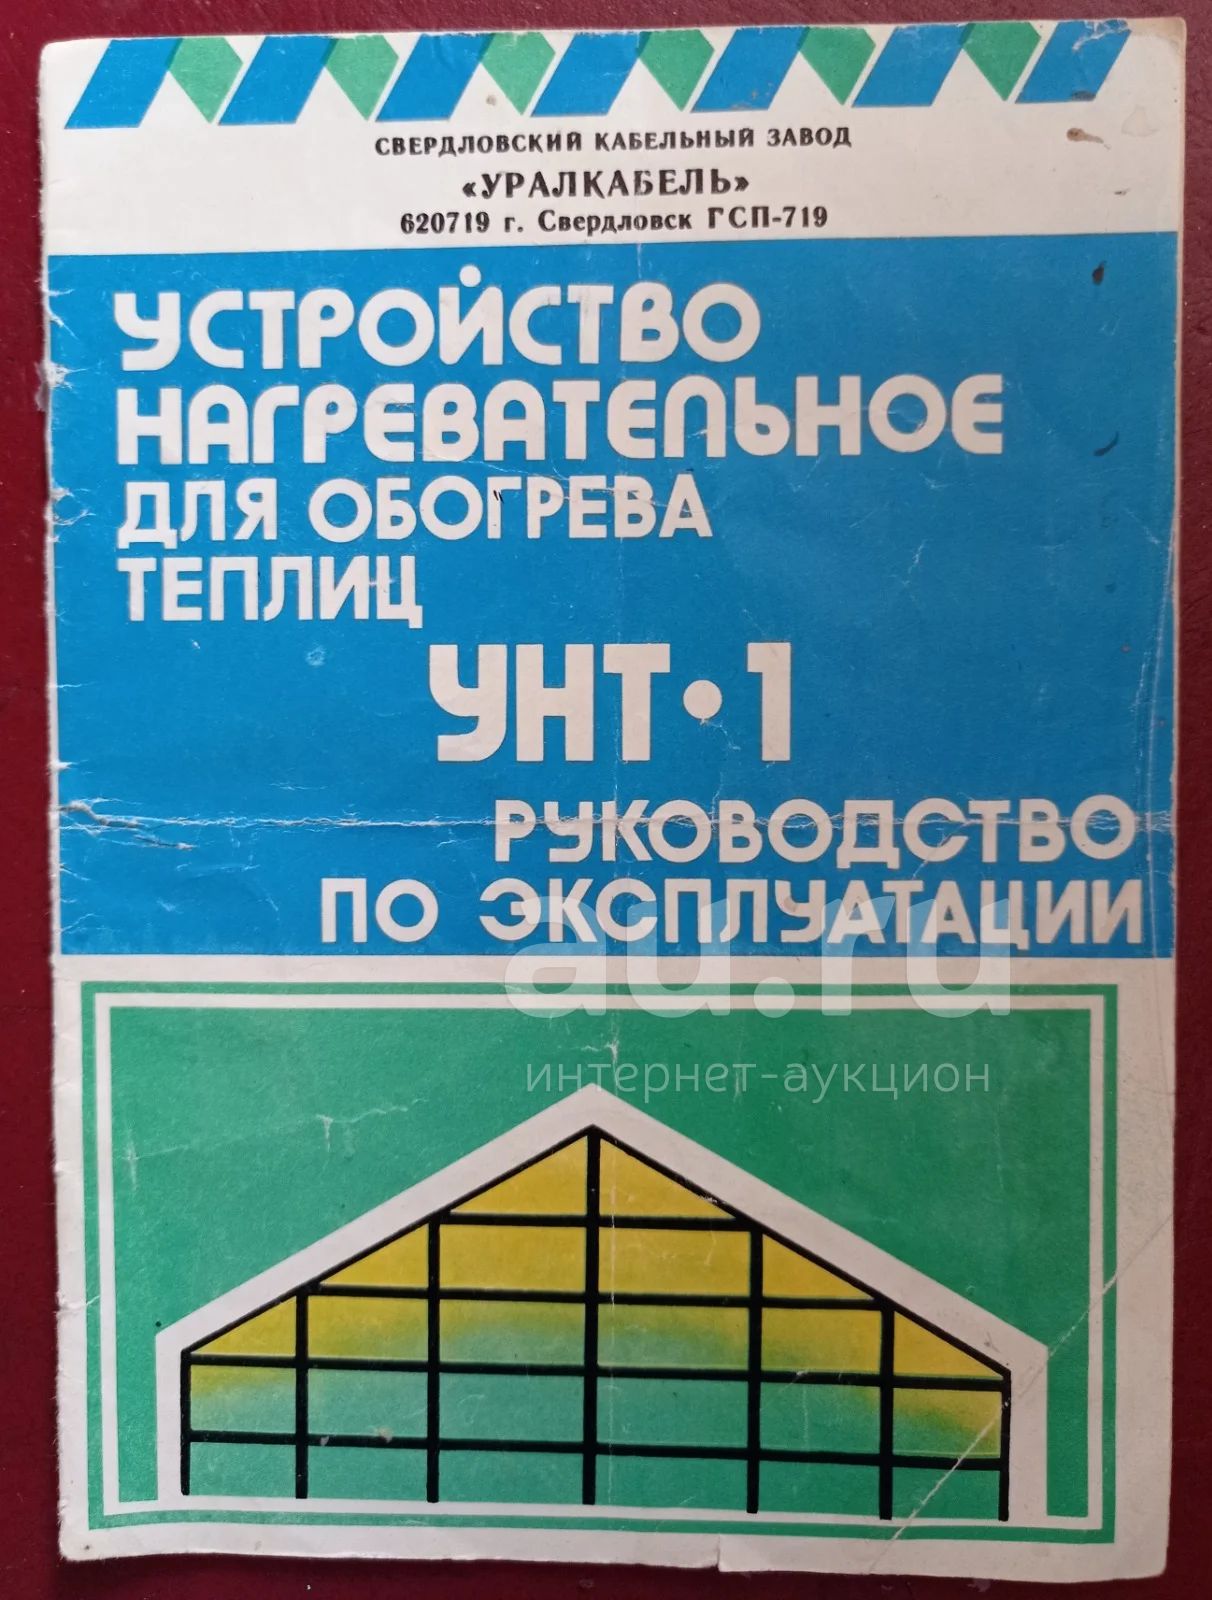 СВЕРДЛОВСКИЙ КАБЕЛЬНЫЙ ЗАВОД
«УРАЛКАБЕЛЬ»
620719 г. Свердловск ГСП-719
УСТРОЙСТВО
НАГРЕВАТЕЛЬНОЕ
ДЛЯ ОБОГРЕВА
ТЕПЛИЦ
УНТ·1
РУКОВОДСТВО
ПО ЭКСПЛУАТАЦИИ
au.ru
интернет-аукцион